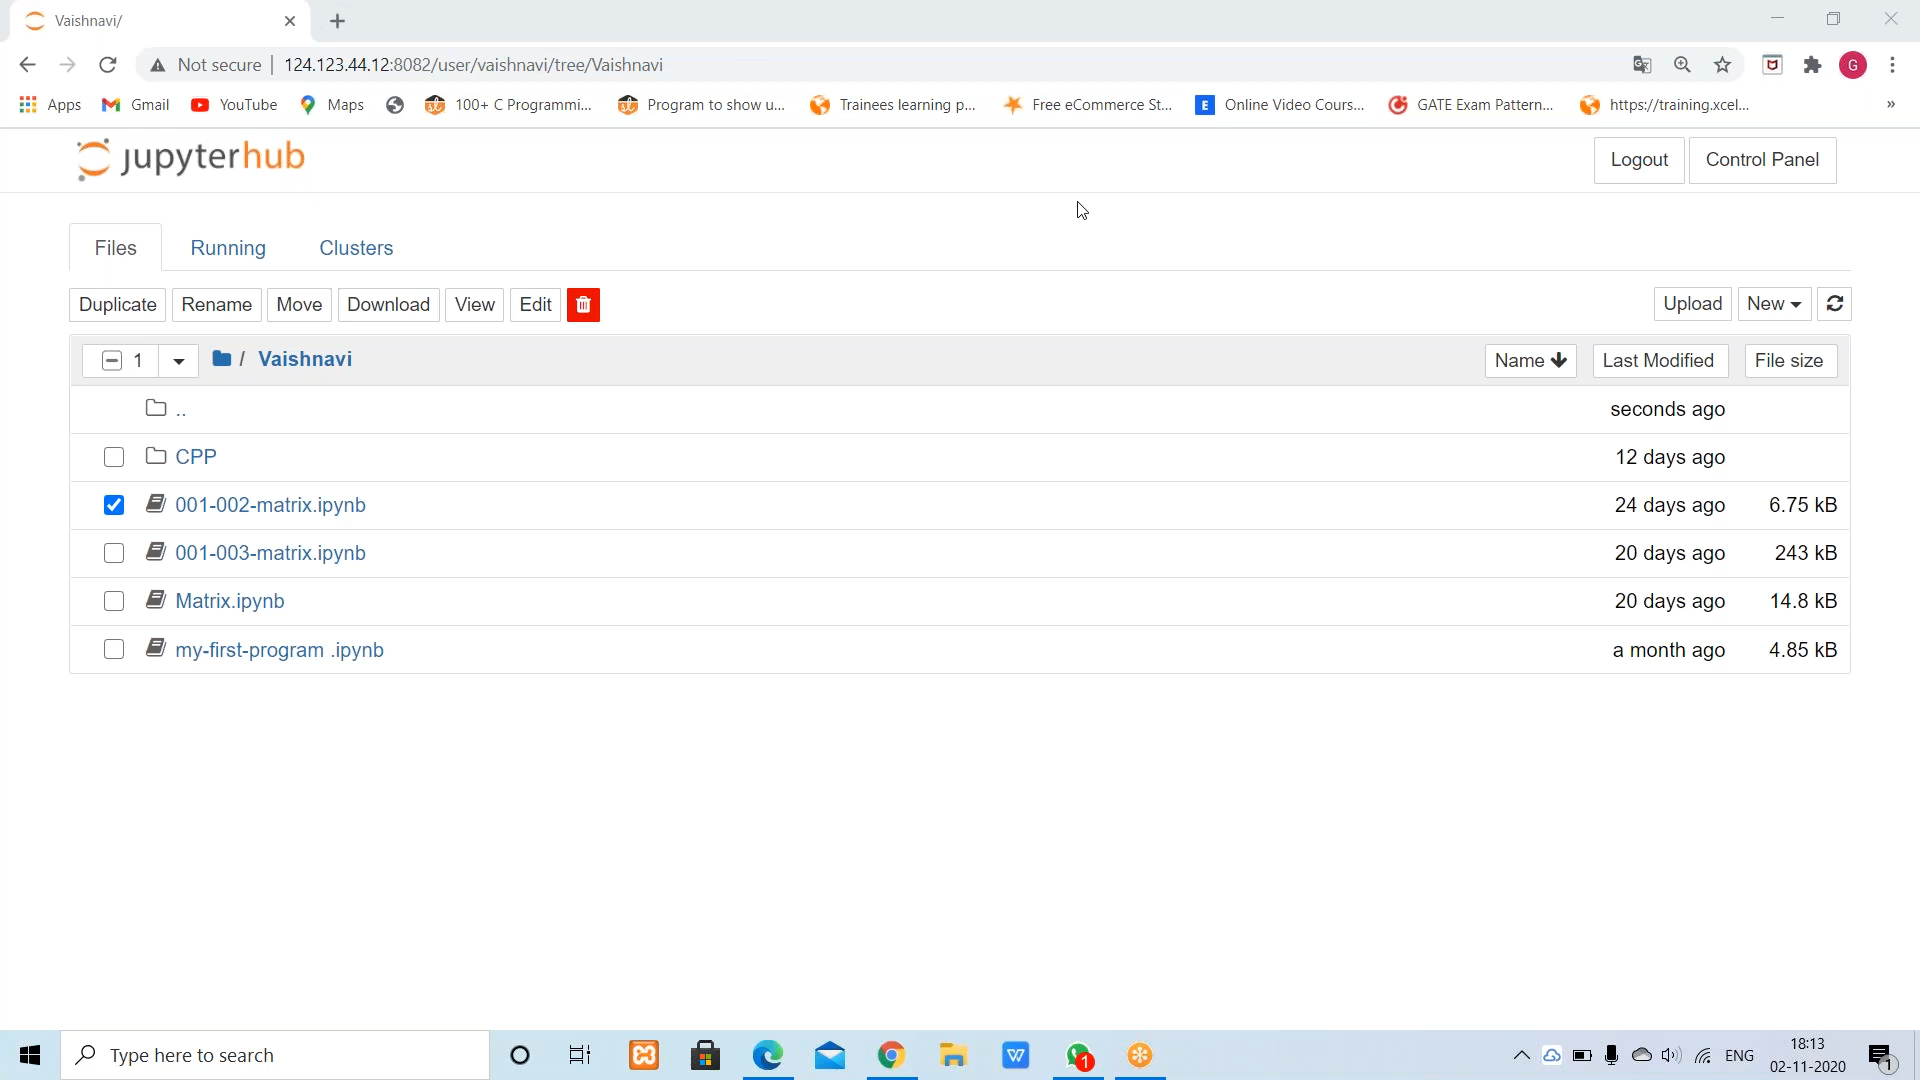 Vaishnavi/
Not secure | 124.123.44.12:8082/user/vaishnavi/tree/Vaishnavi G
Apps Gmail YouTube Maps 100+ C Programmi... Program to show u... Trainees learning p... Free eCommerce St... E Online Video Cours... GATE Exam Pattern... https://training.xcel... »
jupyterhub Logout Control Panel
Files Running Clusters
Duplicate Rename Move Download View Edit Upload New
1 / Vaishnavi Name Last Modified File size
.. seconds ago
CPP 12 days ago
001-002-matrix.ipynb 24 days ago 6.75 kB
001-003-matrix.ipynb 20 days ago 243 kB
Matrix.ipynb 20 days ago 14.8 kB
my-first-program .ipynb a month ago 4.85 kB
Type here to search W 1 ENG 18:13
02-11-2020 1